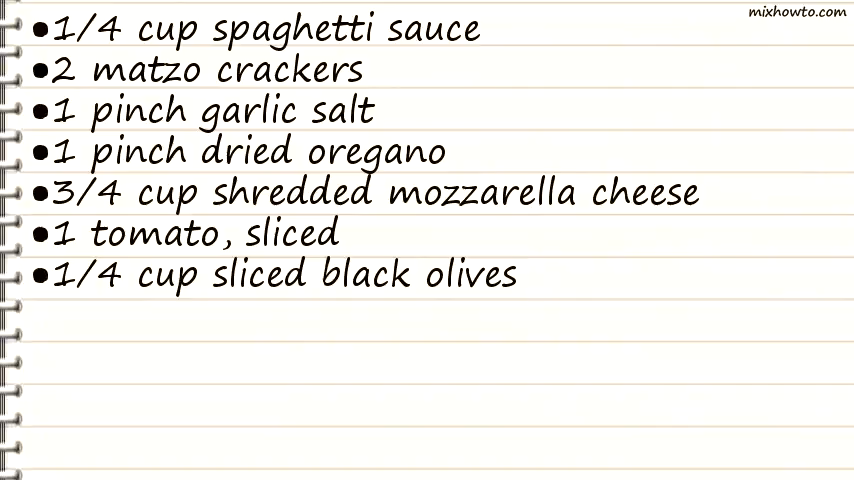 mixhowto.com
•1/4 cup spaghetti sauce
•2 matzo crackers
•1 pinch garlic salt
•1 pinch dried oregano
•3/4 cup shredded mozzarella cheese
•1 tomato, sliced
•1/4 cup sliced black olives